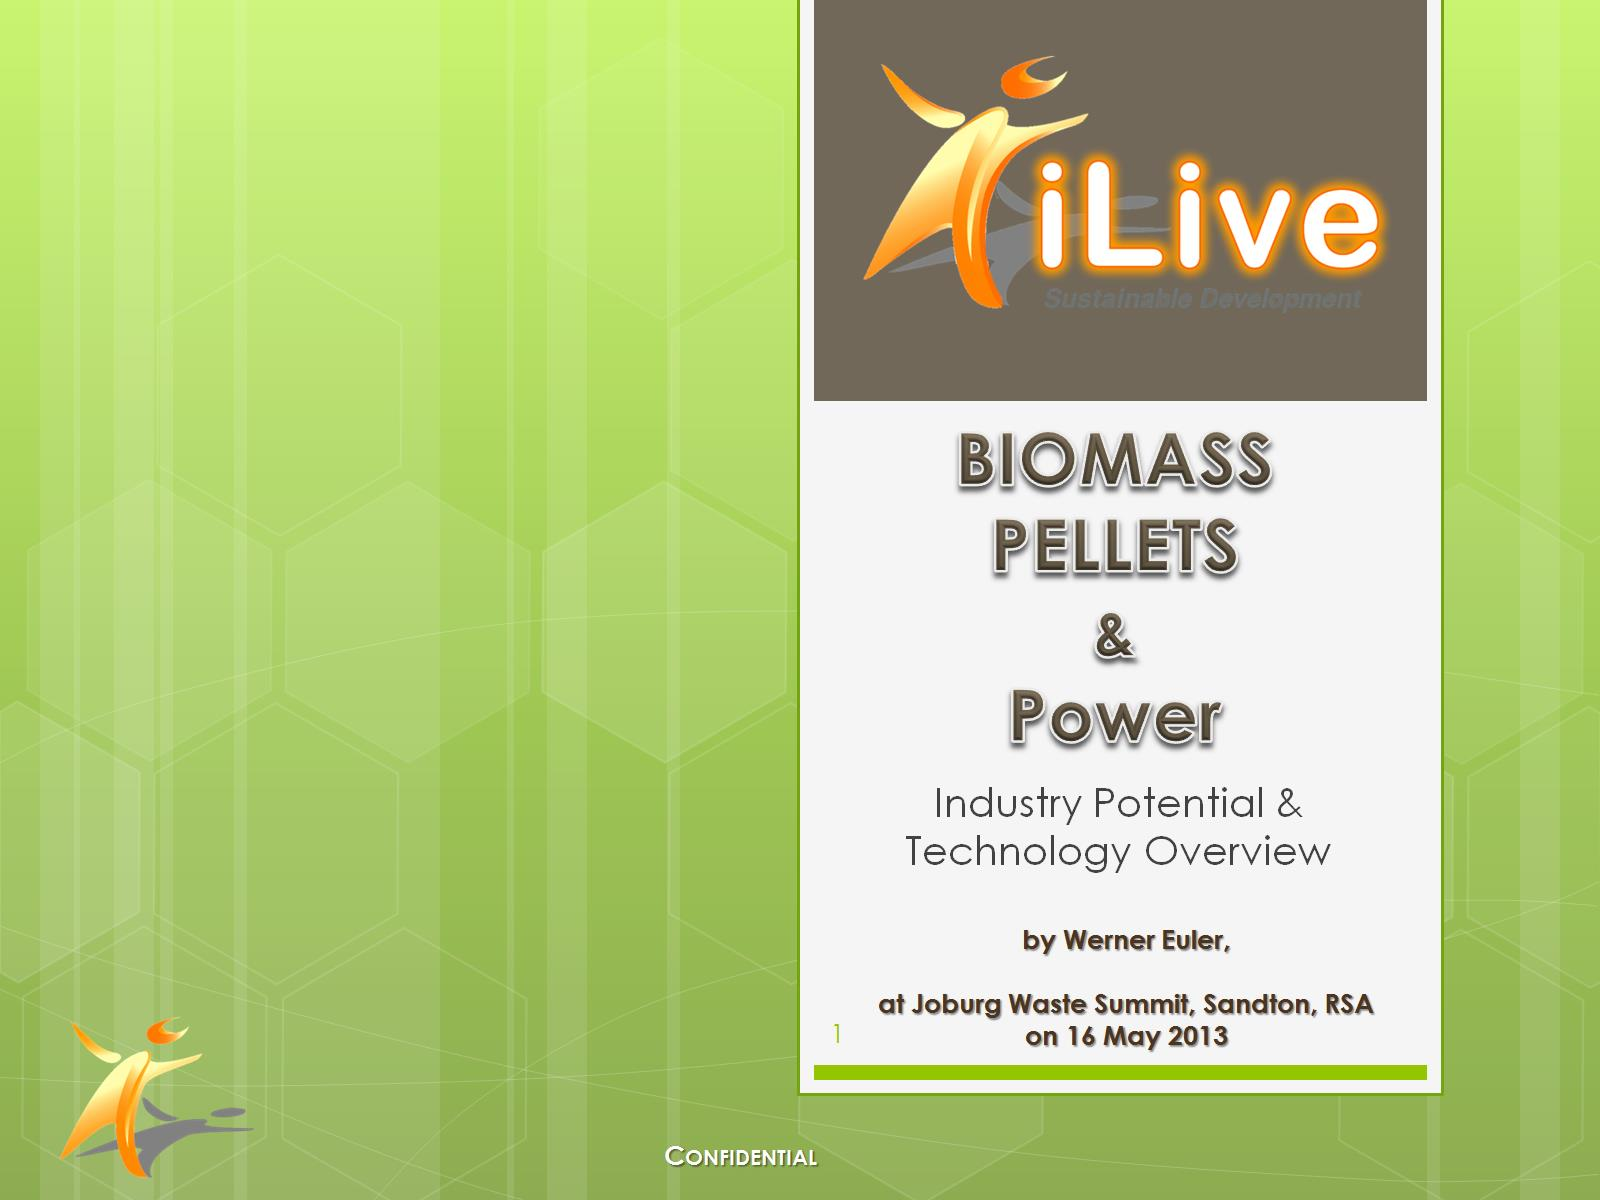 iLive
Sustainable Development
BIOMASS
PELLETS
&
Power
Industry Potential &
Technology Overview
by Werner Euler,
at Joburg Waste Summit, Sandton, RSA
on 16 May 2013
1
CONFIDENTIAL